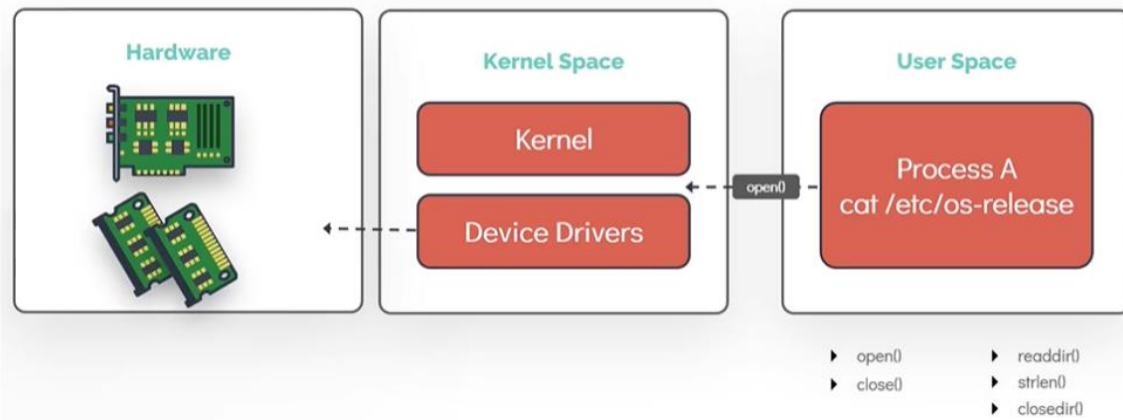 Hardware
Kernel Space
User Space
Kernel
Device Drivers
open()
Process A
cat /etc/os-release
open()
close()
readdir()
strlen()
closedir()